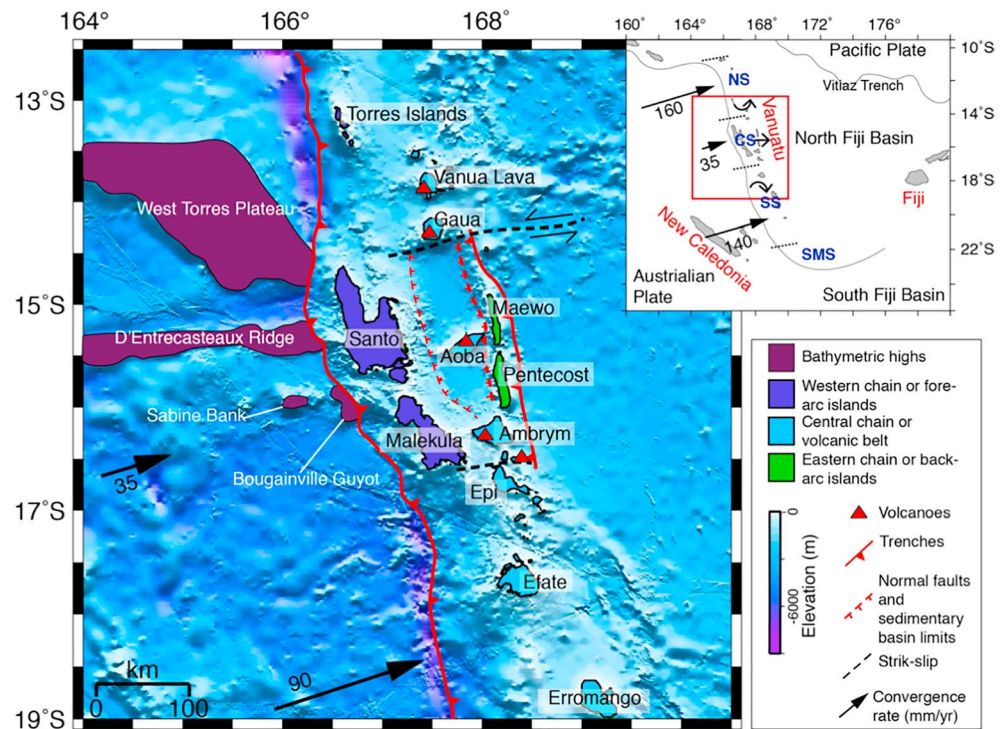 164°
166°
168°
13°S
15°S
17°S
19°S
Torres Islands
Vanua Lava
Gaua
West Torres Plateau
D'Entrecasteaux Ridge
Santo
Maewo
Aoba
Pentecost
Sabine Bank
Malekula
Ambrym
Bougainville Guyot
35
Epi
Efate
90
Erromango
km
0 100
160°
164°
168°
172°
176°
10°S
14°S
18°S
22°S
Pacific Plate
Vitlaz Trench
NS
160
Vanuatu
North Fiji Basin
CS
35
SS
Fiji
New Caledonia
140
SMS
Austrialian
Plate
South Fiji Basin
Bathymetric highs
Western chain or fore-
arc islands
Central chain or
volcanic belt
Eastern chain or back-
arc islands
0
-6000
Elevation (m)
Volcanoes
Trenches
Normal faults
and
sedimentary
basin limits
Strik-slip
Convergence
rate (mm/yr)